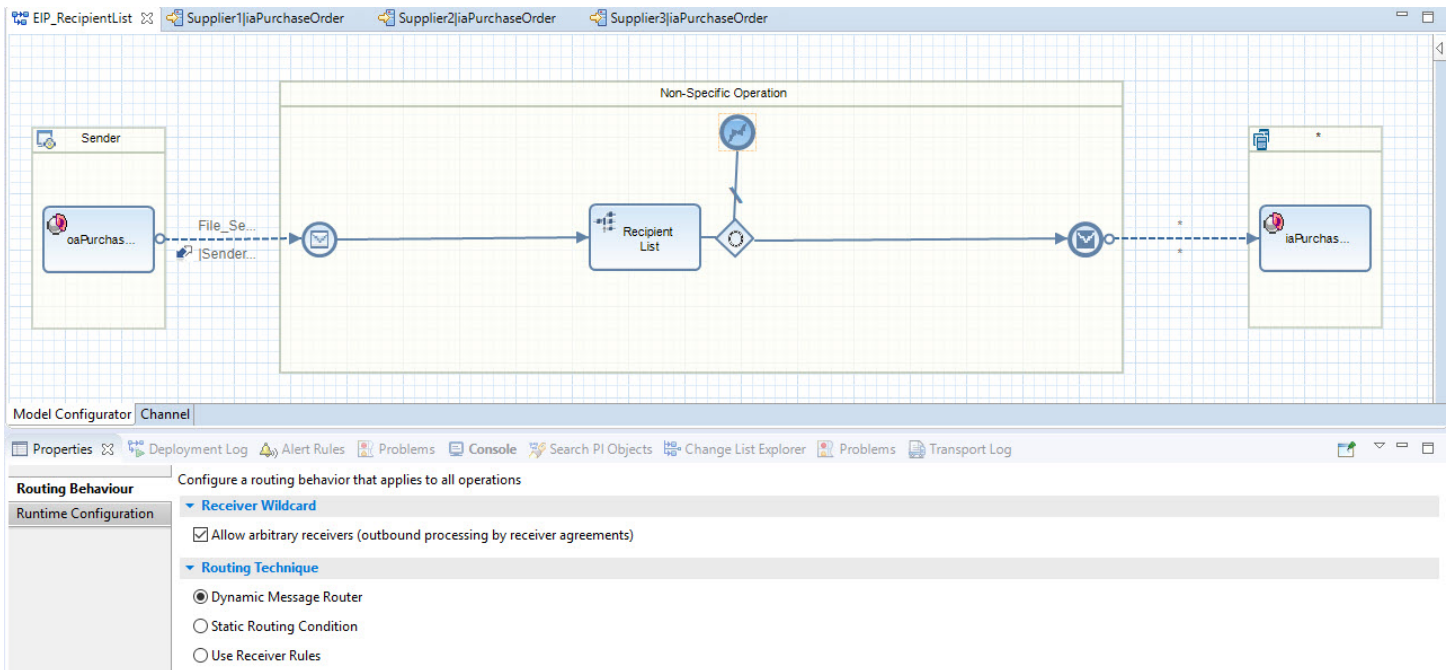 EIP_RecipientList Supplier1|iaPurchaseOrder Supplier2|iaPurchaseOrder Supplier3|iaPurchaseOrder
Non-Specific Operation
Sender
*
oaPurchas...
File_Se...
|Sender...
Recipient
List
*
*
iaPurchas...
Model Configurator Channel
Properties Deployment Log Alert Rules Problems Console Search PI Objects Change List Explorer Problems Transport Log
Routing Behaviour
Runtime Configuration
Configure a routing behavior that applies to all operations
Receiver Wildcard
Allow arbitrary receivers (outbound processing by receiver agreements)
Routing Technique
Dynamic Message Router
Static Routing Condition
Use Receiver Rules